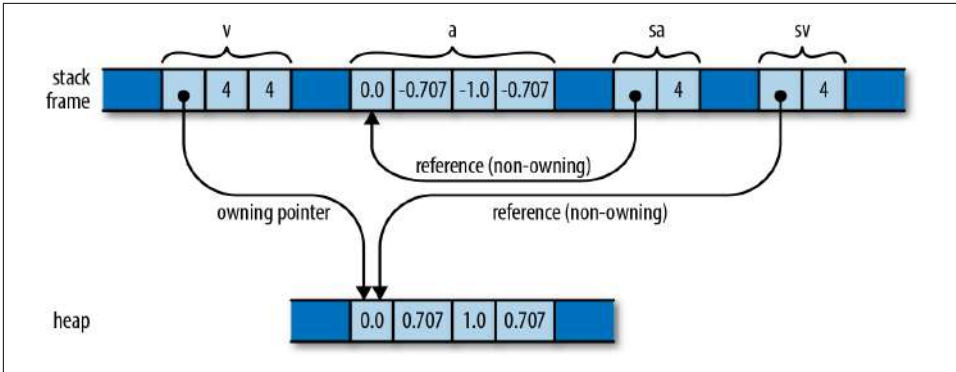 v a sa sv
stack frame
4 4 0.0 -0.707 -1.0 -0.707 4 4
reference (non-owning)
owning pointer reference (non-owning)
heap 0.0 0.707 1.0 0.707